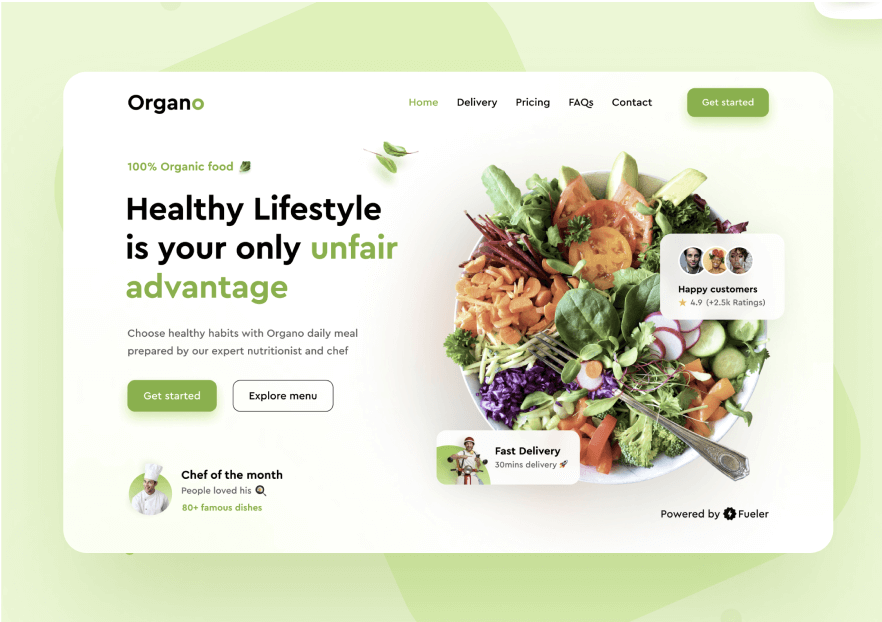 Organo
Home Delivery Pricing FAQs Contact Get started
100% Organic food
Healthy Lifestyle
is your only unfair
advantage
Choose healthy habits with Organo daily meal
prepared by our expert nutritionist and chef
Get started Explore menu
Chef of the month
People loved his
80+ famous dishes
Happy customers
4.9 (+2.5k Ratings)
Fast Delivery
30mins delivery
Powered by Fueler